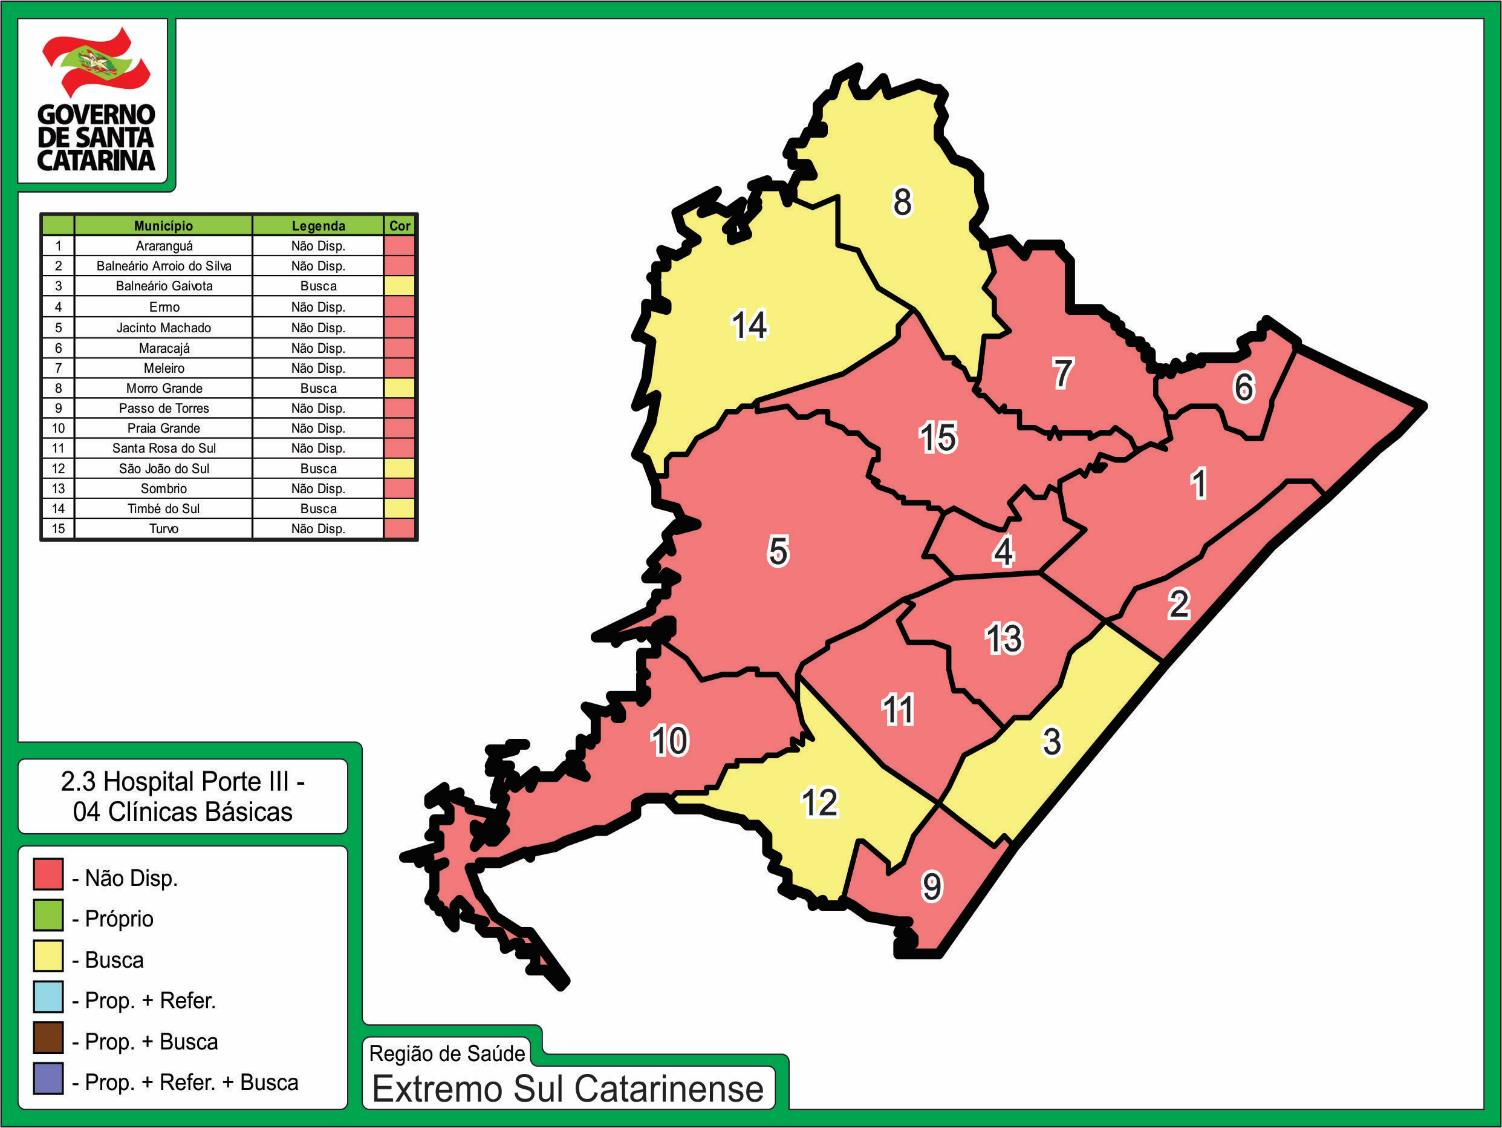 GOVERNO
DE SANTA
CATARINA
Município Legenda Cor
1 Araranguá Não Disp.
2 Balneário Arroio do Silva Não Disp.
3 Balneário Gaivota Busca
4 Ermo Não Disp.
5 Jacinto Machado Não Disp.
6 Maracajá Não Disp.
7 Meleiro Não Disp.
8 Morro Grande Busca
9 Passo de Torres Não Disp.
10 Praia Grande Não Disp.
11 Santa Rosa do Sul Não Disp.
12 São João do Sul Busca
13 Sombrio Não Disp.
14 Timbé do Sul Busca
15 Turvo Não Disp.
8
14
7
6
15
1
5
4
2
13
11
3
10
12
9
2.3 Hospital Porte III -
04 Clínicas Básicas
- Não Disp.
- Próprio
- Busca
- Prop. + Refer.
- Prop. + Busca
- Prop. + Refer. + Busca
Região de Saúde
Extremo Sul Catarinense